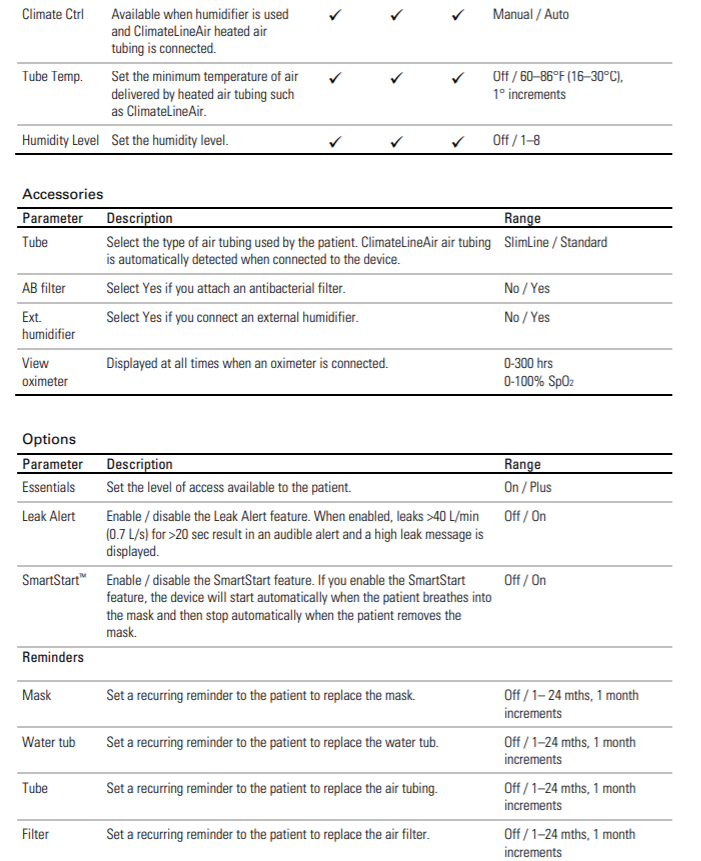 Climate Ctrl Available when humidifier is used ✓ ✓ ✓ Manual / Auto
and ClimateLineAir heated air
tubing is connected.
Tube Temp. Set the minimum temperature of air ✓ ✓ ✓ Off / 60–86°F (16–30°C),
delivered by heated air tubing such 1° increments
as ClimateLineAir.
Humidity Level Set the humidity level. ✓ ✓ ✓ Off / 1–8
Accessories
Parameter Description Range
Tube Select the type of air tubing used by the patient. ClimateLineAir air tubing SlimLine / Standard
is automatically detected when connected to the device.
AB filter Select Yes if you attach an antibacterial filter. No / Yes
Ext. Select Yes if you connect an external humidifier. No / Yes
humidifier
View Displayed at all times when an oximeter is connected. 0-300 hrs
oximeter 0-100% SpO2
Options
Parameter Description Range
Essentials Set the level of access available to the patient. On / Plus
Leak Alert Enable / disable the Leak Alert feature. When enabled, leaks >40 L/min Off / On
(0.7 L/s) for >20 sec result in an audible alert and a high leak message is
displayed.
SmartStart™ Enable / disable the SmartStart feature. If you enable the SmartStart Off / On
feature, the device will start automatically when the patient breathes into
the mask and then stop automatically when the patient removes the
mask.
Reminders
Mask Set a recurring reminder to the patient to replace the mask. Off / 1– 24 mths, 1 month
increments
Water tub Set a recurring reminder to the patient to replace the water tub. Off / 1–24 mths, 1 month
increments
Tube Set a recurring reminder to the patient to replace the air tubing. Off / 1–24 mths, 1 month
increments
Filter Set a recurring reminder to the patient to replace the air filter. Off / 1–24 mths, 1 month
increments